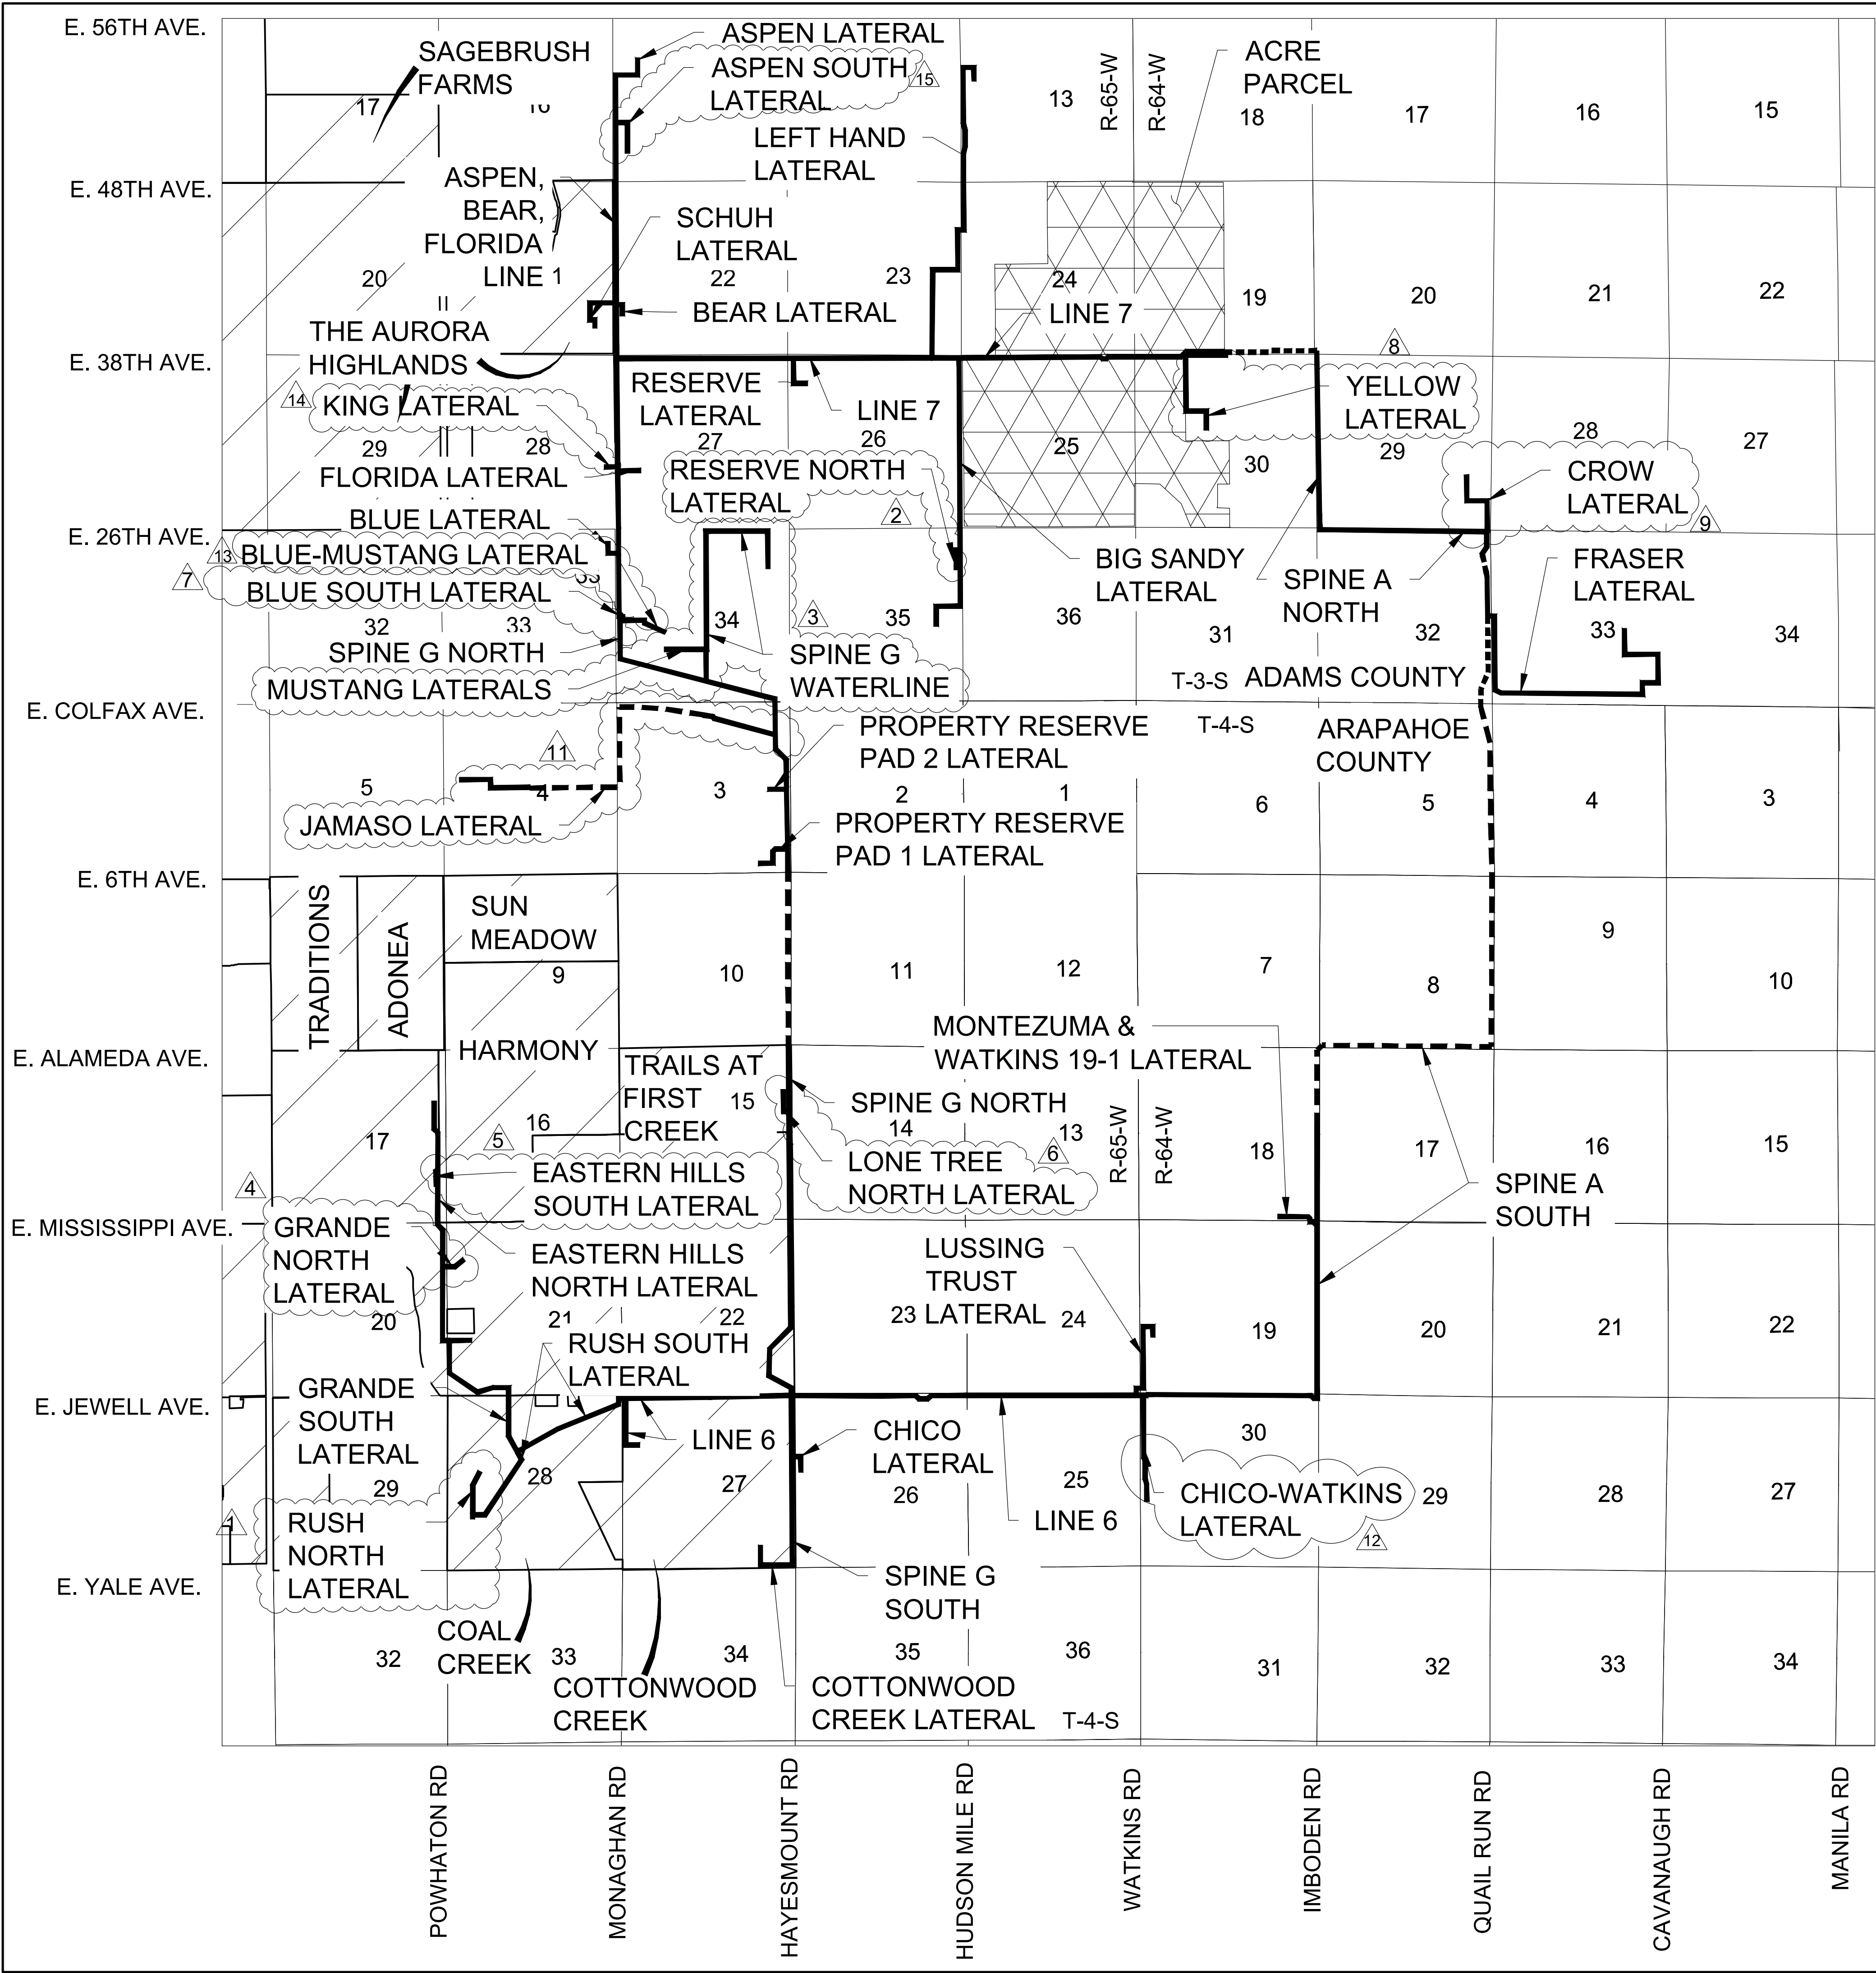 E. 56TH AVE.
SAGEBRUSH
FARMS
ASPEN LATERAL
ASPEN SOUTH
LATERAL
15
ACRE
PARCEL
17
13
R-65-W
R-64-W
18
17
16
15
LEFT HAND
LATERAL
E. 48TH AVE.
ASPEN,
BEAR,
FLORIDA
LINE 1
SCHUH
LATERAL
20
22
23
24
19
20
21
22
BEAR LATERAL
LINE 7
THE AURORA
HIGHLANDS
E. 38TH AVE.
8
RESERVE
LATERAL
LINE 7
YELLOW
LATERAL
14
KING LATERAL
29
28
27
26
25
30
29
28
27
FLORIDA LATERAL
RESERVE NORTH
LATERAL
2
CROW
LATERAL
9
BLUE LATERAL
E. 26TH AVE.
13
BLUE-MUSTANG LATERAL
7
BLUE SOUTH LATERAL
33
BIG SANDY
LATERAL
SPINE A
NORTH
FRASER
LATERAL
32
33
34
3
35
36
31
32
33
34
SPINE G NORTH
SPINE G
WATERLINE
MUSTANG LATERALS
T-3-S
ADAMS COUNTY
E. COLFAX AVE.
T-4-S
ARAPAHOE
COUNTY
PROPERTY RESERVE
PAD 2 LATERAL
11
5
4
3
2
1
6
5
4
3
JAMASO LATERAL
PROPERTY RESERVE
PAD 1 LATERAL
E. 6TH AVE.
TRADITIONS
ADONEA
SUN
MEADOW
9
10
11
12
7
8
9
10
MONTEZUMA &
WATKINS 19-1 LATERAL
HARMONY
E. ALAMEDA AVE.
TRAILS AT
FIRST
CREEK
15
SPINE G NORTH
14
13
R-65-W
R-64-W
17
5
16
18
17
16
15
LONE TREE
NORTH LATERAL
6
EASTERN HILLS
SOUTH LATERAL
SPINE A
SOUTH
4
E. MISSISSIPPI AVE.
GRANDE
NORTH
LATERAL
EASTERN HILLS
NORTH LATERAL
LUSSING
TRUST
LATERAL
20
21
22
23
24
19
20
21
22
RUSH SOUTH
LATERAL
E. JEWELL AVE.
GRANDE
SOUTH
LATERAL
LINE 6
CHICO
LATERAL
30
29
28
27
26
25
29
28
27
CHICO-WATKINS
LATERAL
12
LINE 6
1
RUSH
NORTH
LATERAL
E. YALE AVE.
SPINE G
SOUTH
COAL
CREEK
32
33
34
35
36
31
32
33
34
COTTONWOOD
CREEK
COTTONWOOD
CREEK LATERAL
T-4-S
POWHATON RD
MONAGHAN RD
HAYESMOUNT RD
HUDSON MILE RD
WATKINS RD
IMBODEN RD
QUAIL RUN RD
CAVANAUGH RD
MANILA RD